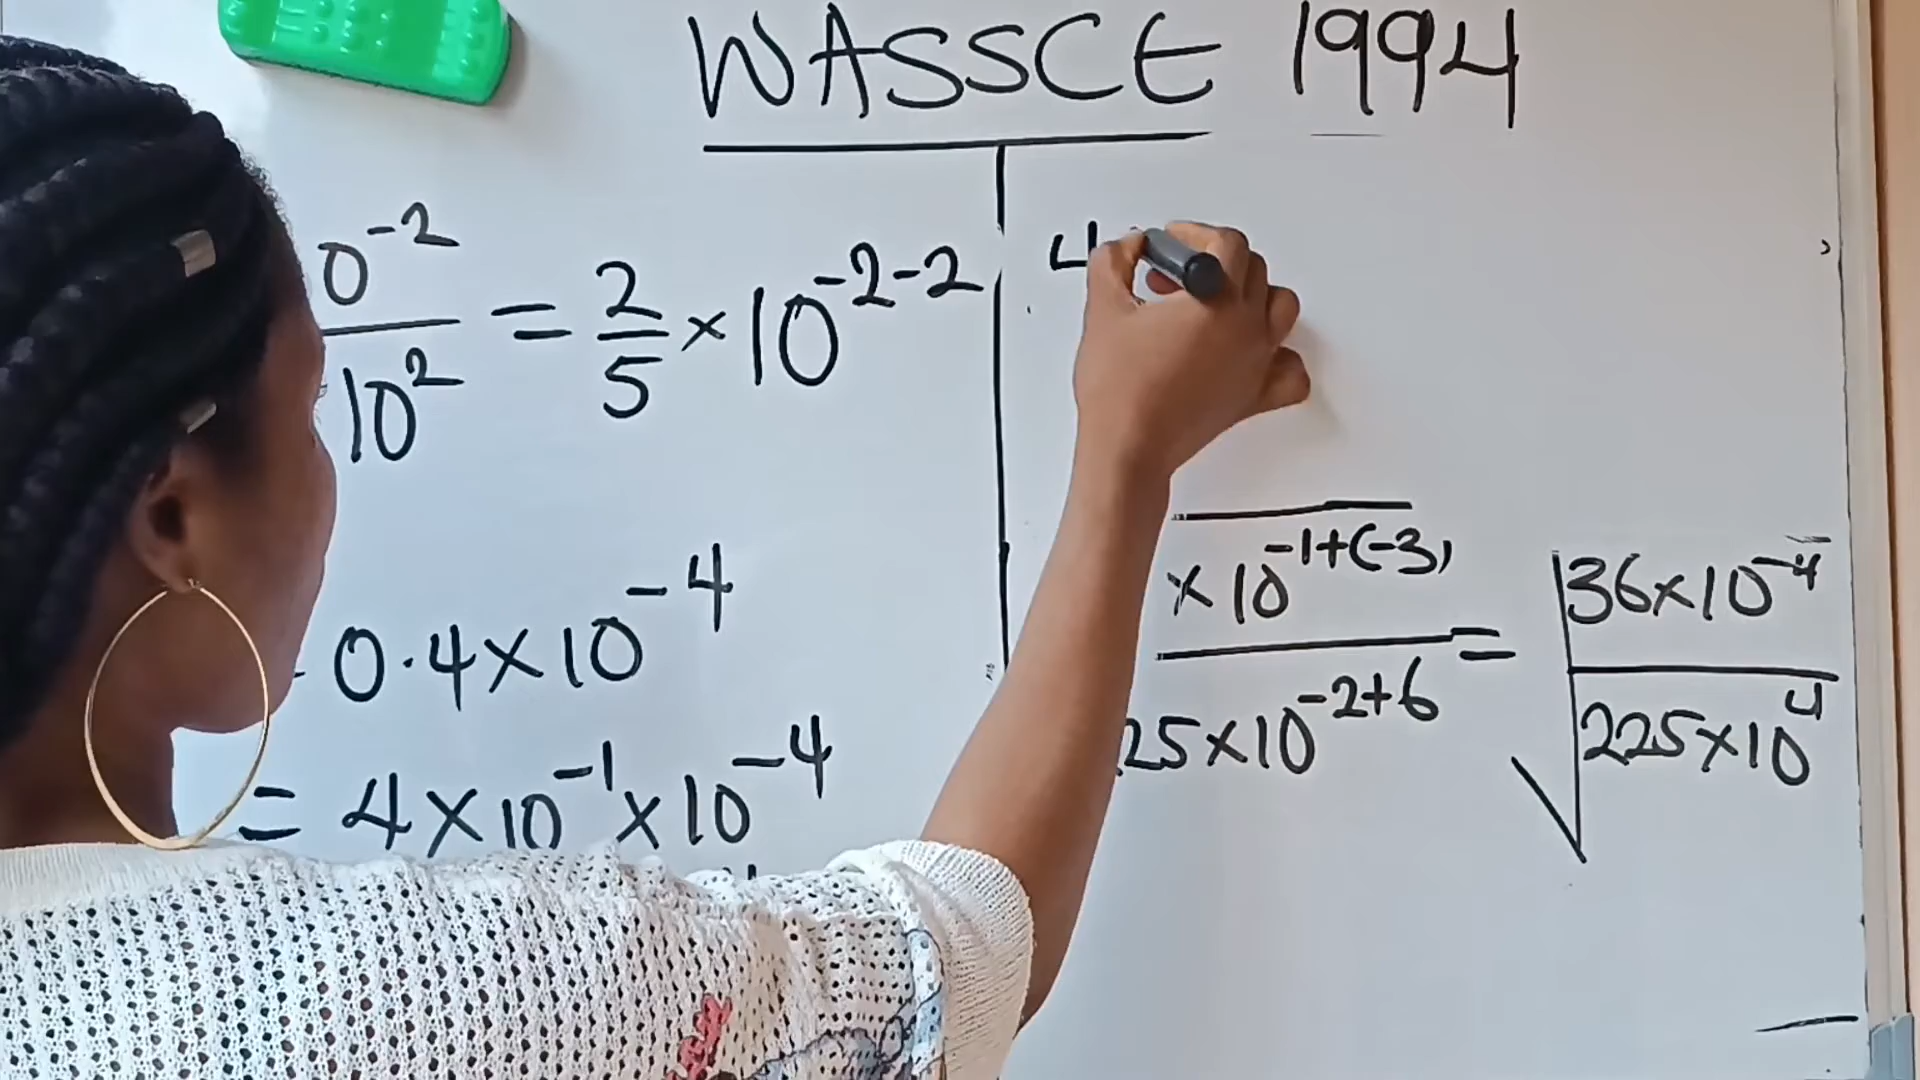 WASSCE 1994
0⁻²/10² = 2/5 × 10⁻²⁻²
0.4 × 10⁻⁴
= 4 × 10⁻¹ × 10⁻⁴
4
× 10⁻¹⁺⁽⁻³⁾/25 × 10⁻²⁺⁶ = √(36 × 10⁻⁴/225 × 10⁴)